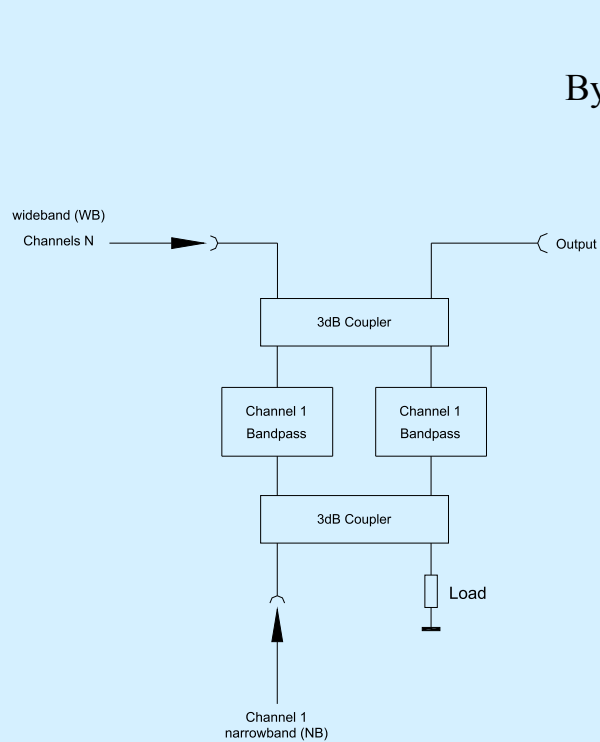 By
wideband (WB)
Channels N
Output
3dB Coupler
Channel 1
Bandpass
Channel 1
Bandpass
3dB Coupler
Load
Channel 1
narrowband (NB)